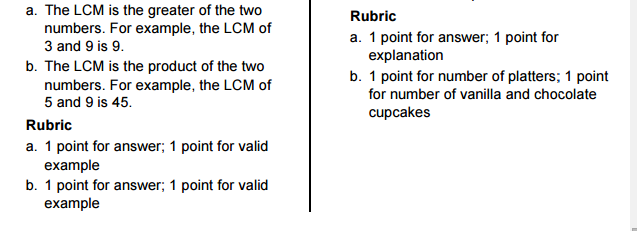 a. The LCM is the greater of the two
numbers. For example, the LCM of
3 and 9 is 9.
b. The LCM is the product of the two
numbers. For example, the LCM of
5 and 9 is 45.
Rubric
a. 1 point for answer; 1 point for valid
example
b. 1 point for answer; 1 point for valid
example
Rubric
a. 1 point for answer; 1 point for
explanation
b. 1 point for number of platters; 1 point
for number of vanilla and chocolate
cupcakes